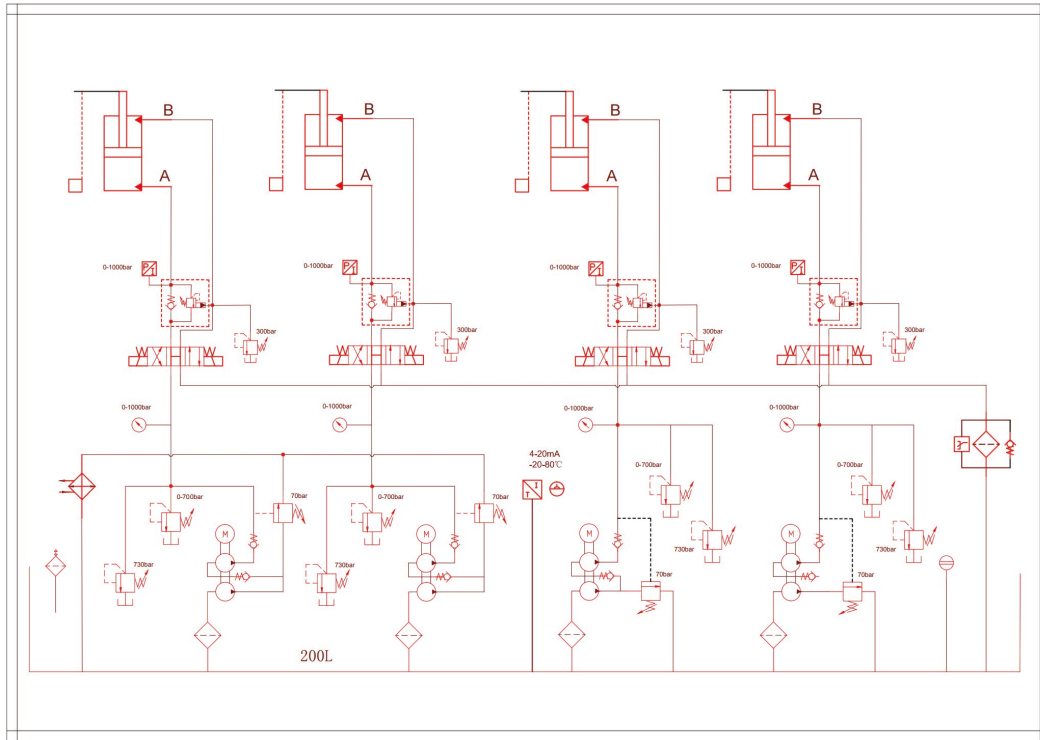 B
B
B
B
A
A
A
A
0-1000bar
P
I
0-1000bar
P
I
0-1000bar
P
I
0-1000bar
P
I
300bar
300bar
300bar
300bar
0-1000bar
0-1000bar
0-1000bar
0-1000bar
4-20mA
-20-80℃
I
T
0-700bar
70bar
0-700bar
70bar
0-700bar
0-700bar
M
M
M
M
730bar
730bar
730bar
730bar
70bar
70bar
200L